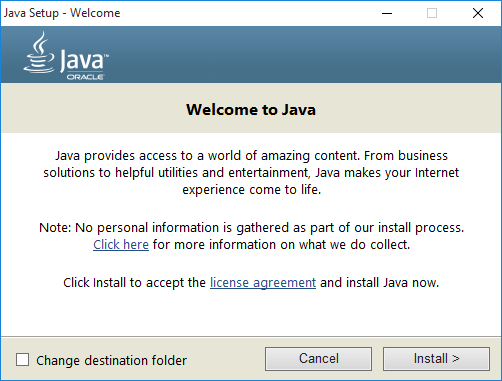 Java Setup - Welcome
Java™
ORACLE
Welcome to Java
Java provides access to a world of amazing content. From business
solutions to helpful utilities and entertainment, Java makes your Internet
experience come to life.
Note: No personal information is gathered as part of our install process.
Click here for more information on what we do collect.
Click Install to accept the license agreement and install Java now.
Change destination folder
Cancel
Install >